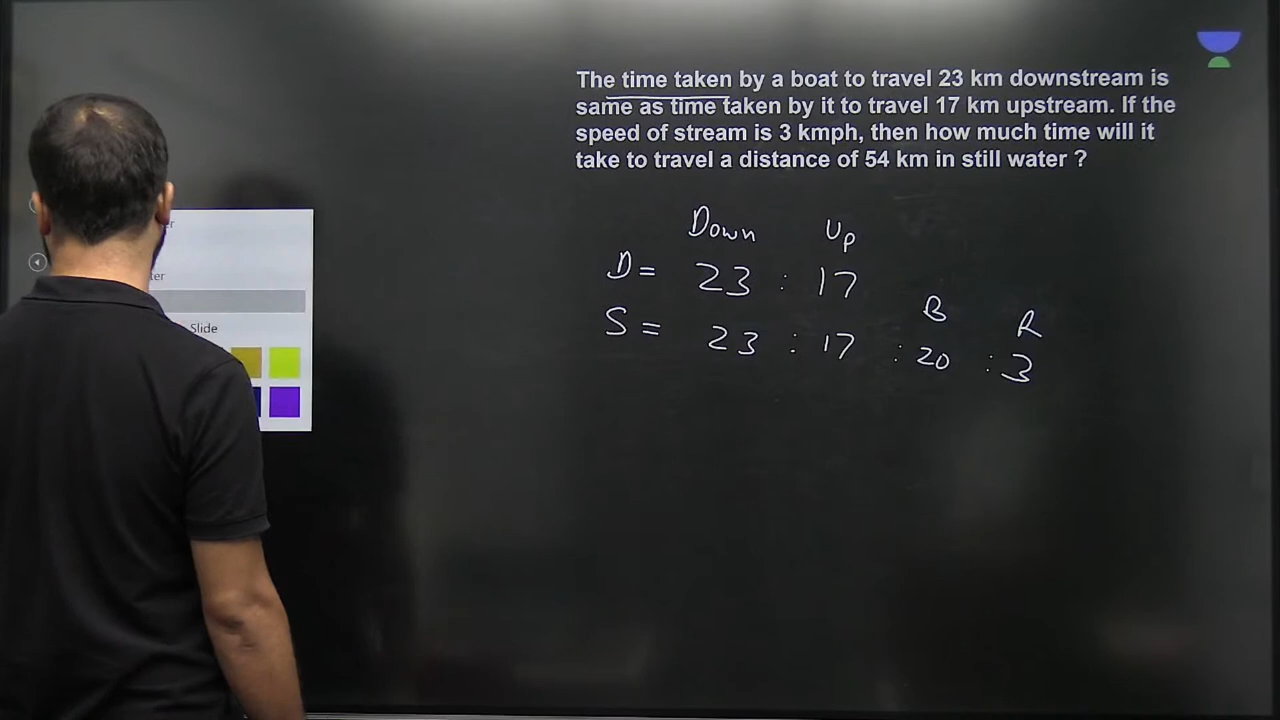 The time taken by a boat to travel 23 km downstream is
same as time taken by it to travel 17 km upstream. If the
speed of stream is 3 kmph, then how much time will it
take to travel a distance of 54 km in still water ?
Down Up
D = 23 : 17
B R
S = 23 : 17 : 20 : 3
Slide